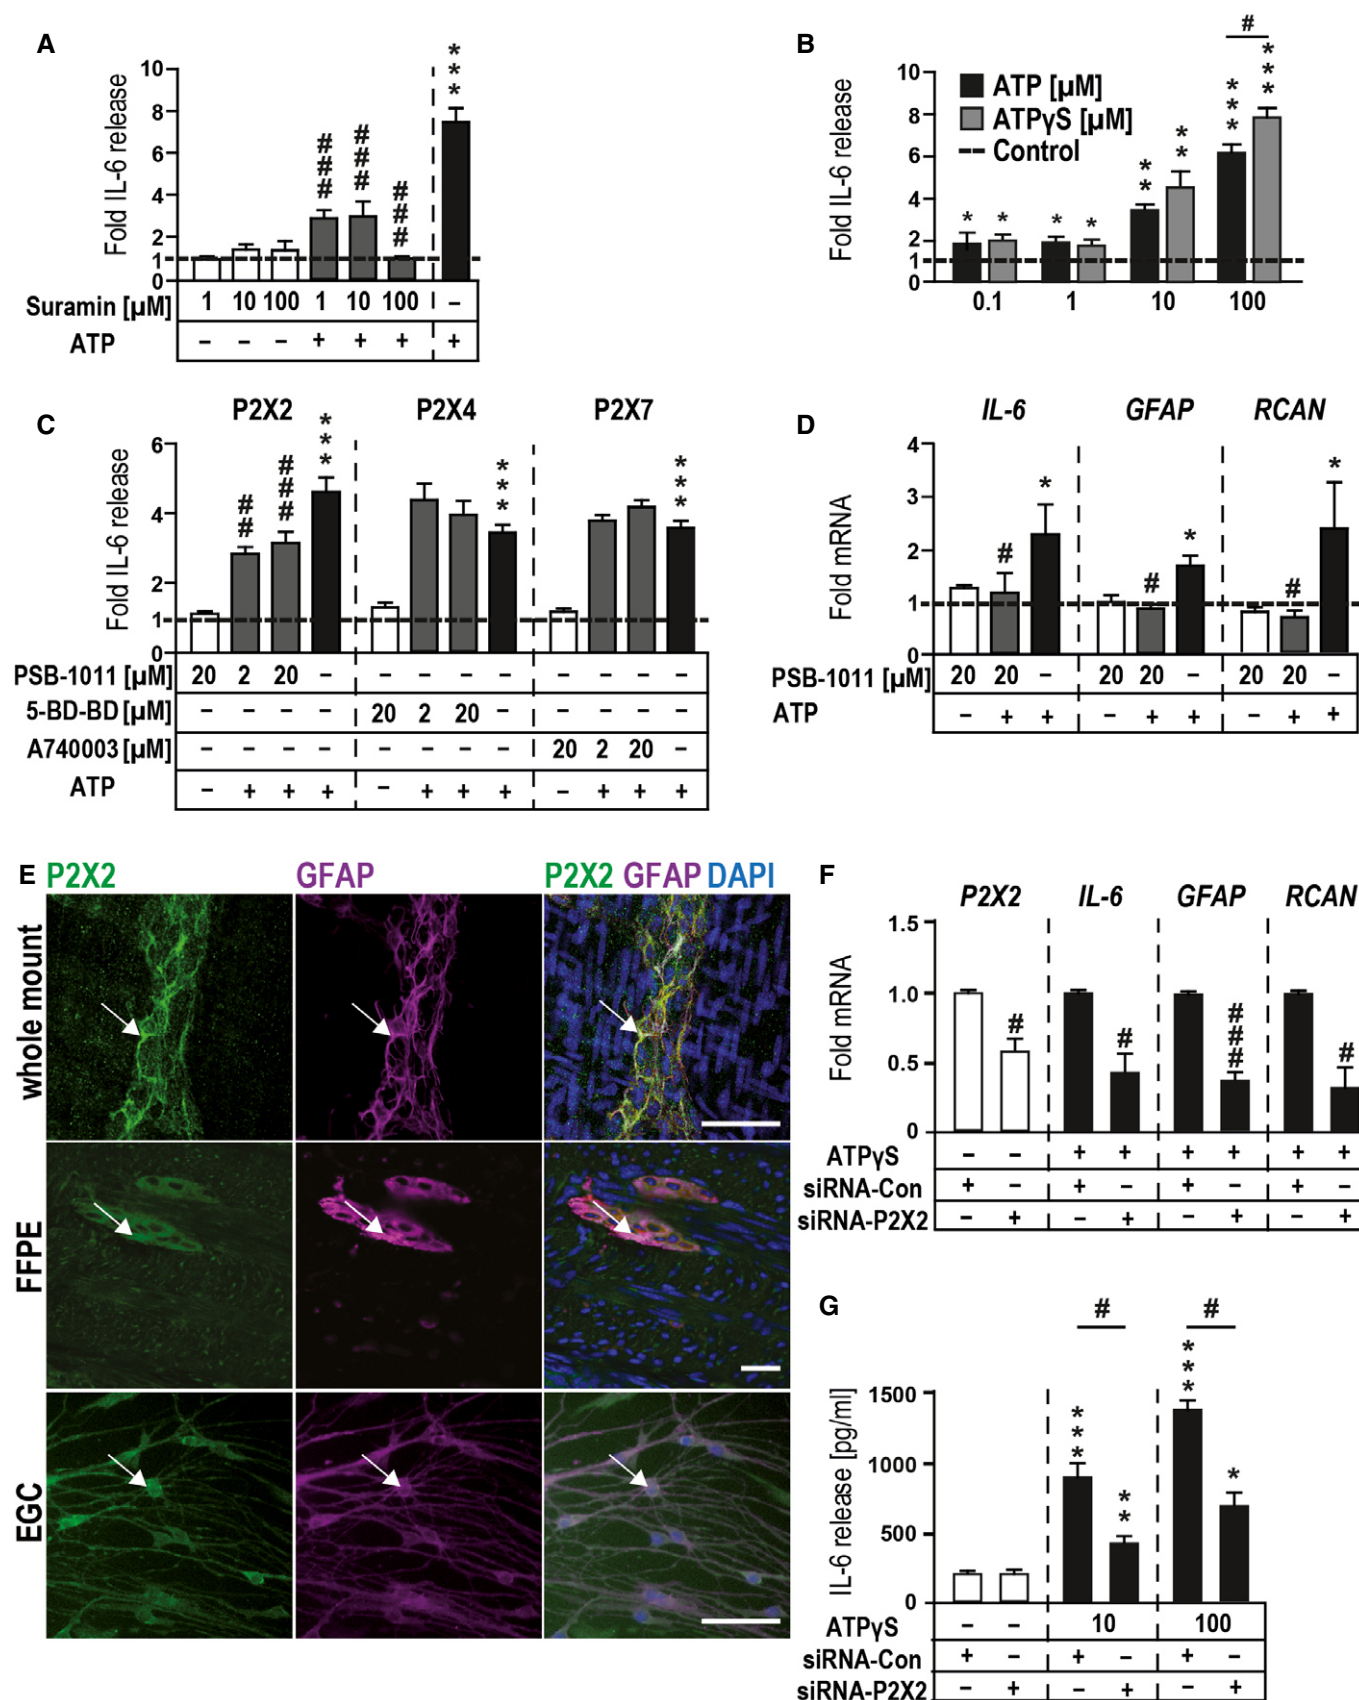 A
Fold IL-6 release
10
8
6
4
2
1
0
# # #
# # #
# # #
* * *
Suramin [µM] 1 10 100 1 10 100 –
ATP – – – + + + +
B
Fold IL-6 release
10
8
6
4
2
1
0
ATP [µM]
ATPγS [µM]
Control
* * * * * * * * * * * * * *
#
0.1 1 10 100
C
P2X2 P2X4 P2X7
Fold IL-6 release
6
4
2
1
0
# # # # # * * * * * * * * *
PSB-1011 [µM] 20 2 20 – – – – – – – – –
5-BD-BD [µM] – – – – 20 2 20 – – – – –
A740003 [µM] – – – – – – – – 20 2 20 –
ATP – + + + – + + + – + + +
D
IL-6 GFAP RCAN
Fold mRNA
4
3
2
1
0
# * # * # *
PSB-1011 [µM] 20 20 – 20 20 – 20 20 –
ATP – + + – + + – + +
E
P2X2 GFAP P2X2 GFAP DAPI
whole mount
FFPE
EGC
F
P2X2 IL-6 GFAP RCAN
Fold mRNA
1.5
1.0
0.5
0
# # # # # #
ATPγS – – + + + + + +
siRNA-Con + – + – + – + –
siRNA-P2X2 – + – + – + – +
G
IL-6 release [pg/ml]
1500
1000
500
0
# #
* * * * * * * * *
ATPγS – – 10 100
siRNA-Con + – + – + –
siRNA-P2X2 – + – + – +